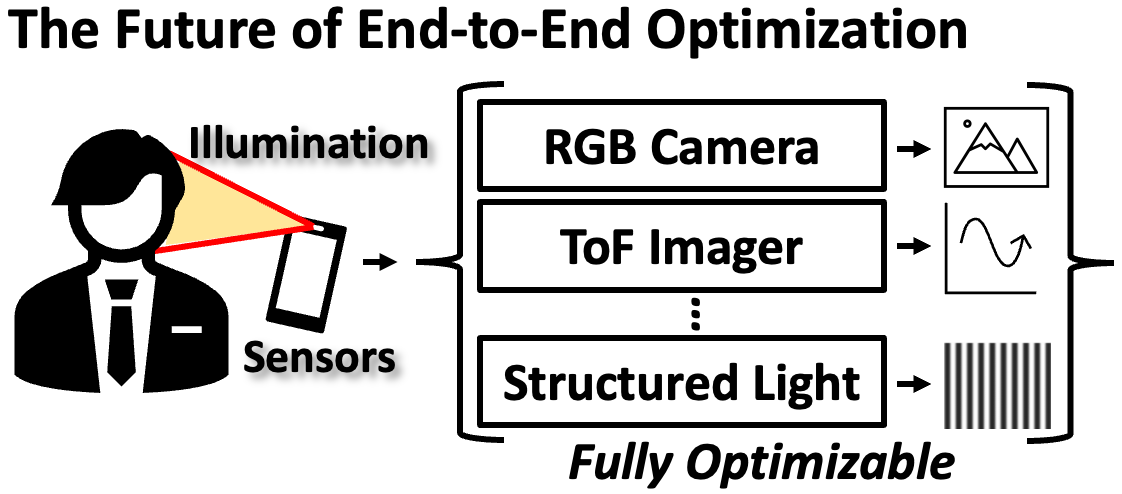 The Future of End-to-End Optimization
Illumination
Sensors
RGB Camera
ToF Imager
Structured Light
Fully Optimizable